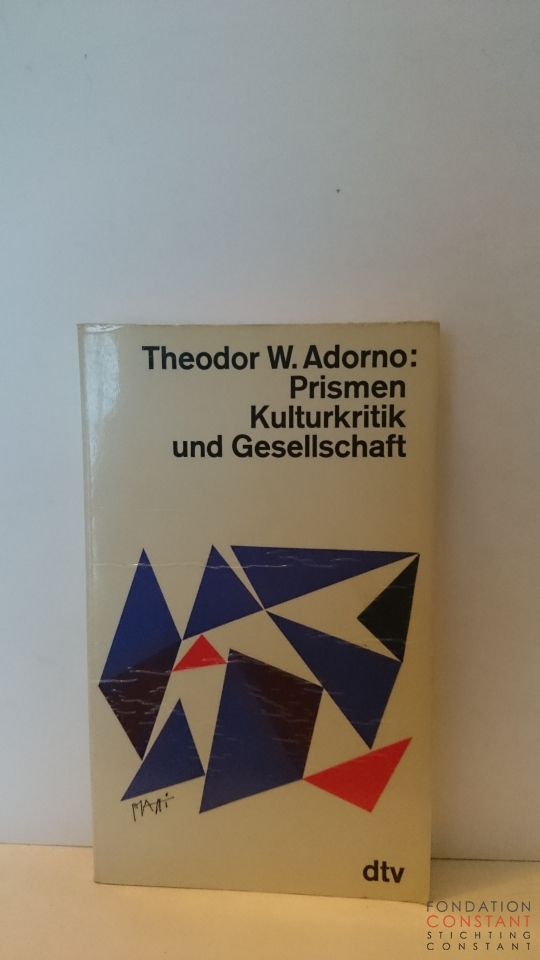 Theodor W. Adorno:
Prismen
Kulturkritik
und Gesellschaft
dtv
FONDATION
CONSTANT
STICHTING
CONSTANT